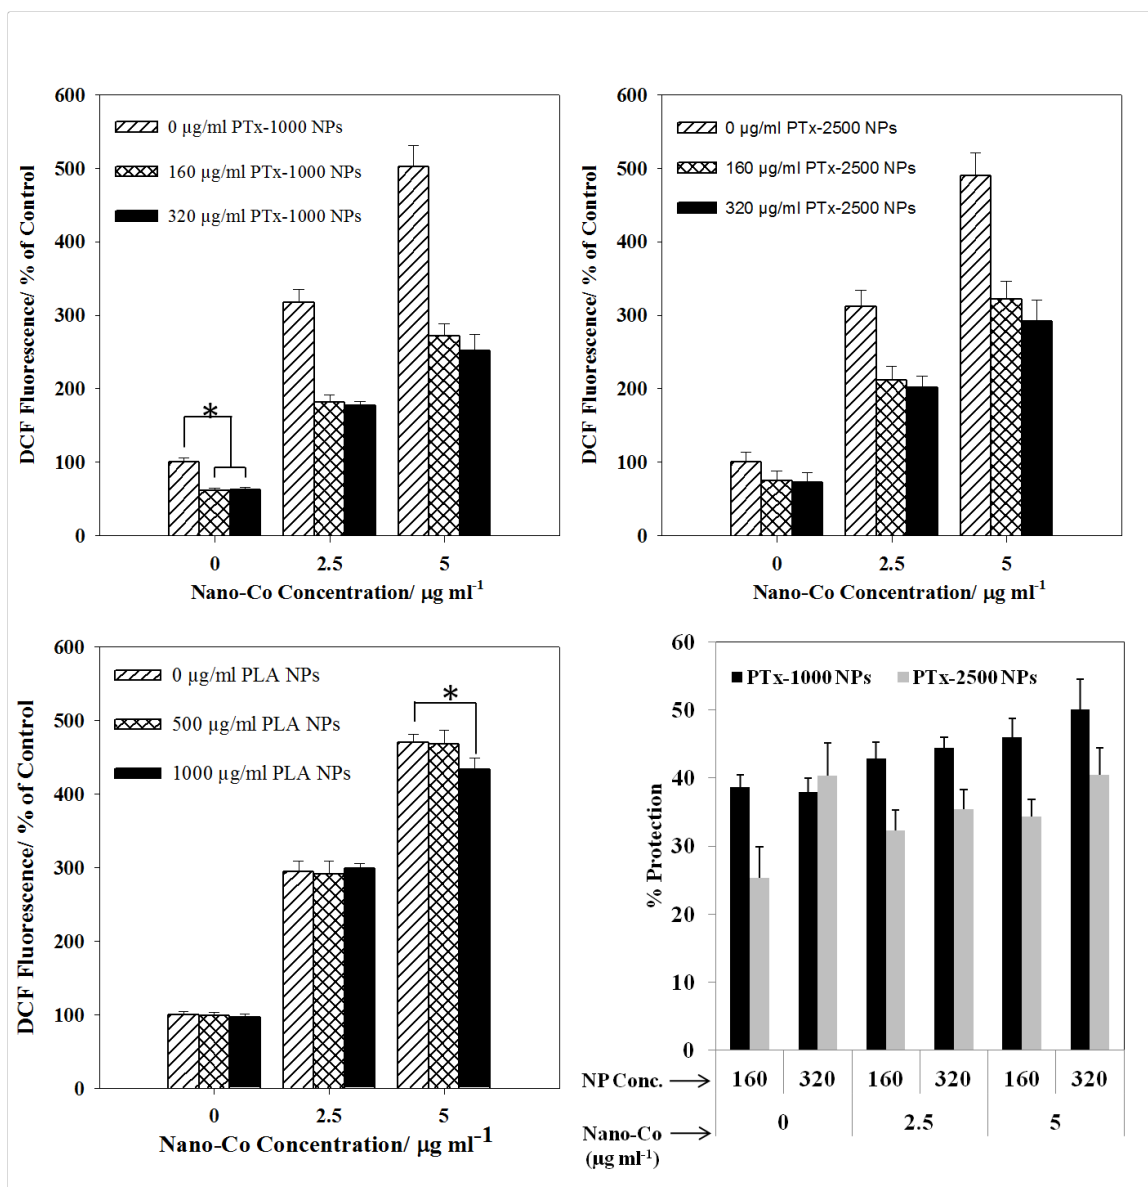 600
500
400
300
200
100
0
DCF Fluorescence/ % of Control
0 µg/ml PTx-1000 NPs
160 µg/ml PTx-1000 NPs
320 µg/ml PTx-1000 NPs
*
0 2.5 5
Nano-Co Concentration/ µg ml-1
600
500
400
300
200
100
0
DCF Fluorescence/ % of Control
0 µg/ml PTx-2500 NPs
160 µg/ml PTx-2500 NPs
320 µg/ml PTx-2500 NPs
0 2.5 5
Nano-Co Concentration/ µg ml-1
600
500
400
300
200
100
0
DCF Fluorescence/ % of Control
0 µg/ml PLA NPs
500 µg/ml PLA NPs
1000 µg/ml PLA NPs
*
0 2.5 5
Nano-Co Concentration/ µg ml-1
60
50
40
30
20
10
0
% Protection
PTx-1000 NPs PTx-2500 NPs
NP Conc. → 160 320 160 320 160 320
0 2.5 5
Nano-Co →
(µg ml-1)